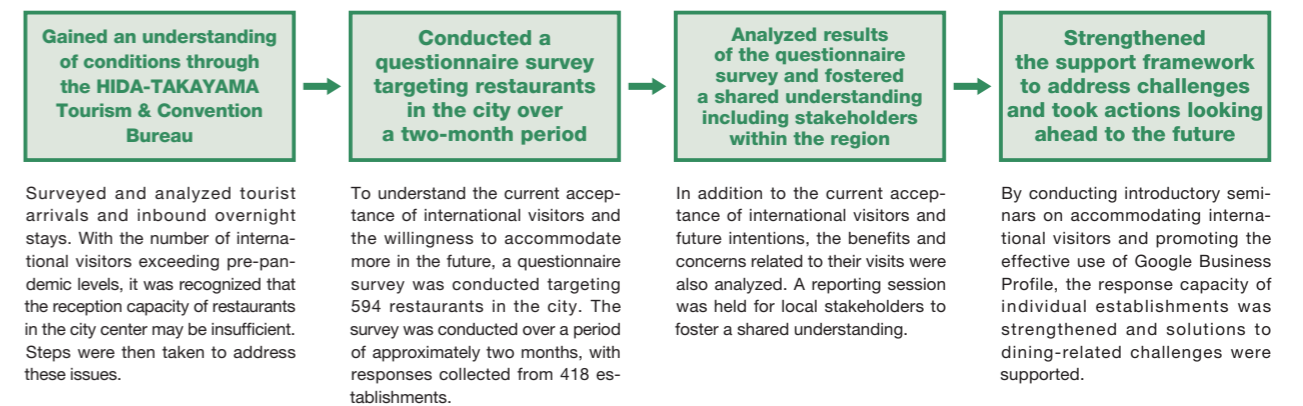 Gained an understanding
of conditions through
the HIDA-TAKAYAMA
Tourism & Convention
Bureau
Surveyed and analyzed tourist
arrivals and inbound overnight
stays. With the number of interna-
tional visitors exceeding pre-pan-
demic levels, it was recognized that
the reception capacity of restaurants
in the city center may be insufficient.
Steps were then taken to address
these issues.
Conducted a
questionnaire survey
targeting restaurants
in the city over
a two-month period
To understand the current accep-
tance of international visitors and
the willingness to accommodate
more in the future, a questionnaire
survey was conducted targeting
594 restaurants in the city. The
survey was conducted over a period
of approximately two months, with
responses collected from 418 es-
tablishments.
Analyzed results
of the questionnaire
survey and fostered
a shared understanding
including stakeholders
within the region
In addition to the current accep-
tance of international visitors and
future intentions, the benefits and
concerns related to their visits were
also analyzed. A reporting session
was held for local stakeholders to
foster a shared understanding.
Strengthened
the support framework
to address challenges
and took actions looking
ahead to the future
By conducting introductory semi-
nars on accommodating interna-
tional visitors and promoting the
effective use of Google Business
Profile, the response capacity of
individual establishments was
strengthened and solutions to
dining-related challenges were
supported.